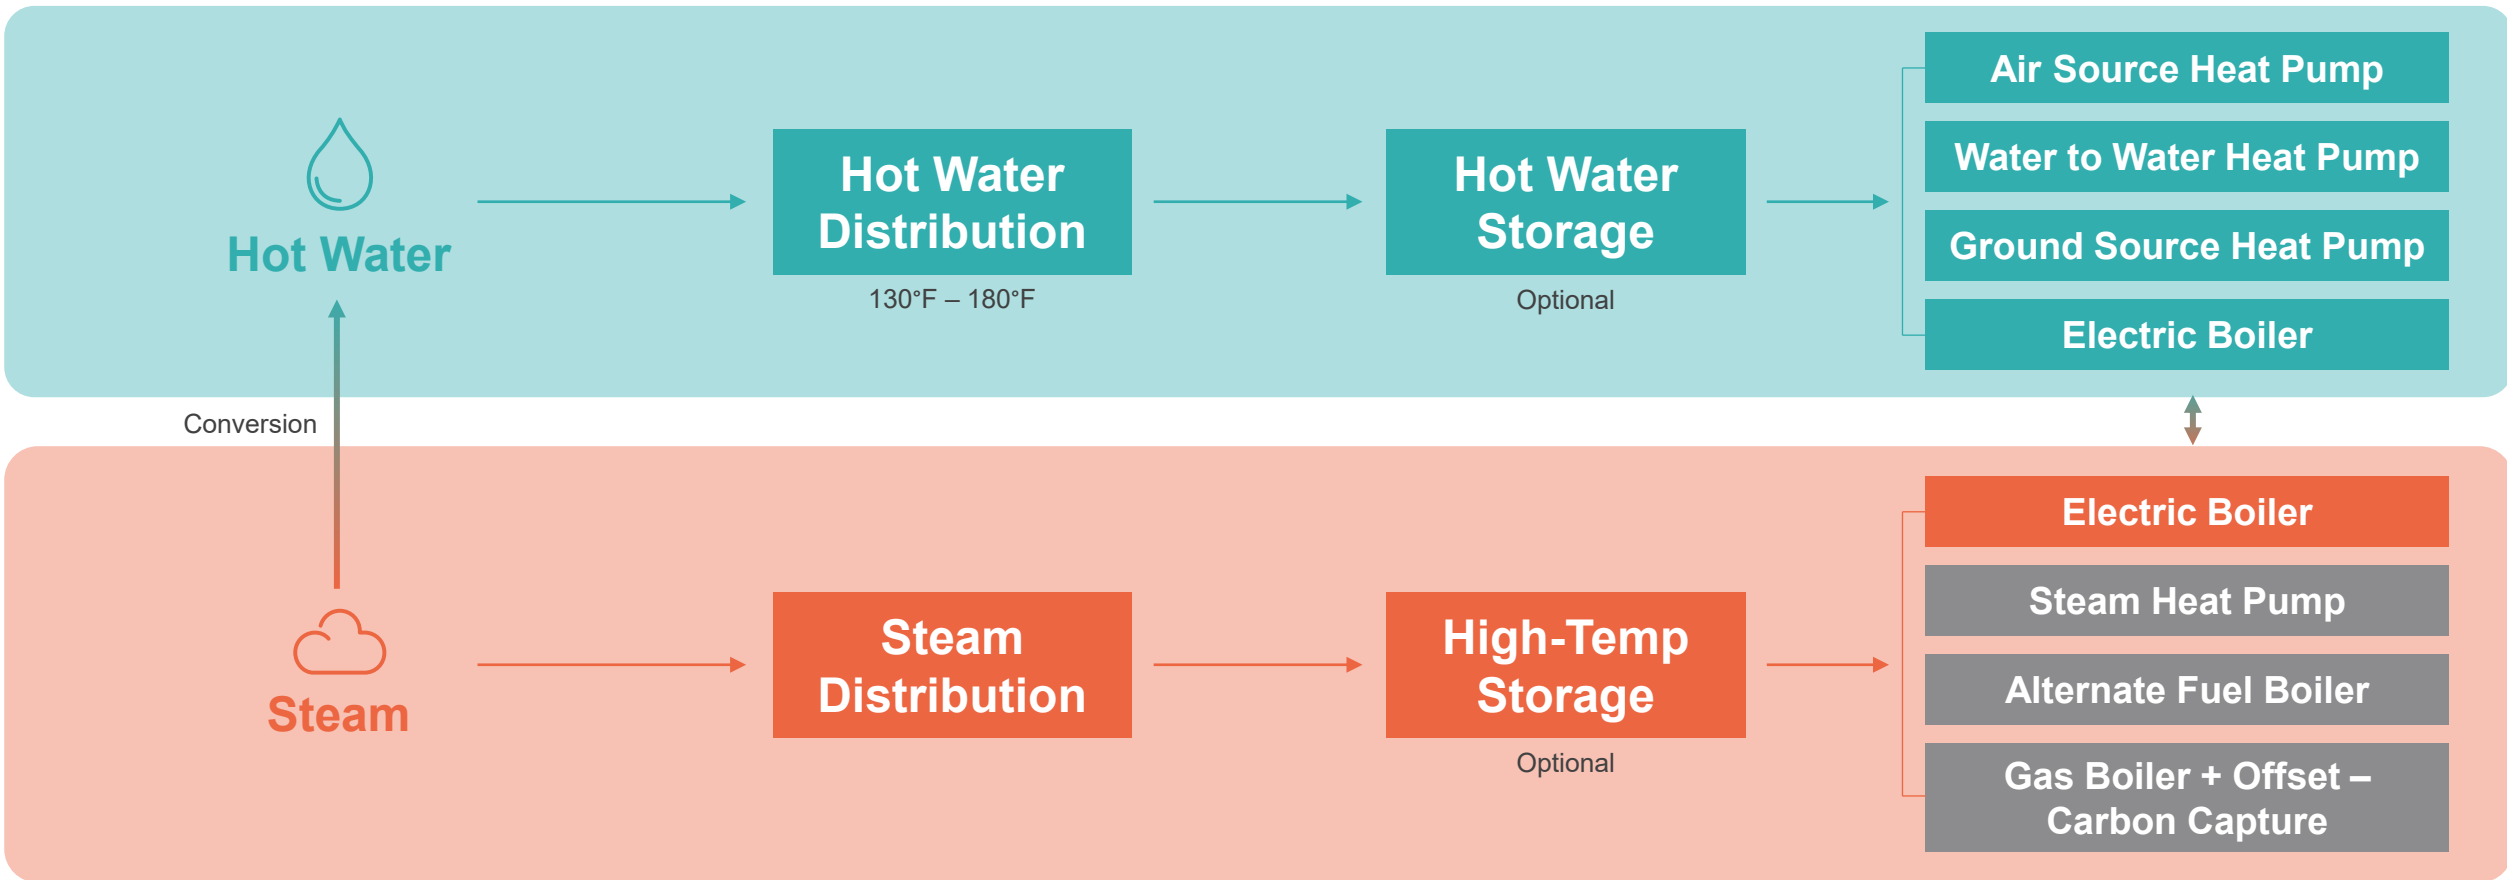 Hot Water
Hot Water
Distribution
130°F – 180°F
Hot Water
Storage
Optional
Air Source Heat Pump
Water to Water Heat Pump
Ground Source Heat Pump
Electric Boiler
Conversion
Steam
Steam
Distribution
High-Temp
Storage
Optional
Electric Boiler
Steam Heat Pump
Alternate Fuel Boiler
Gas Boiler + Offset –
Carbon Capture